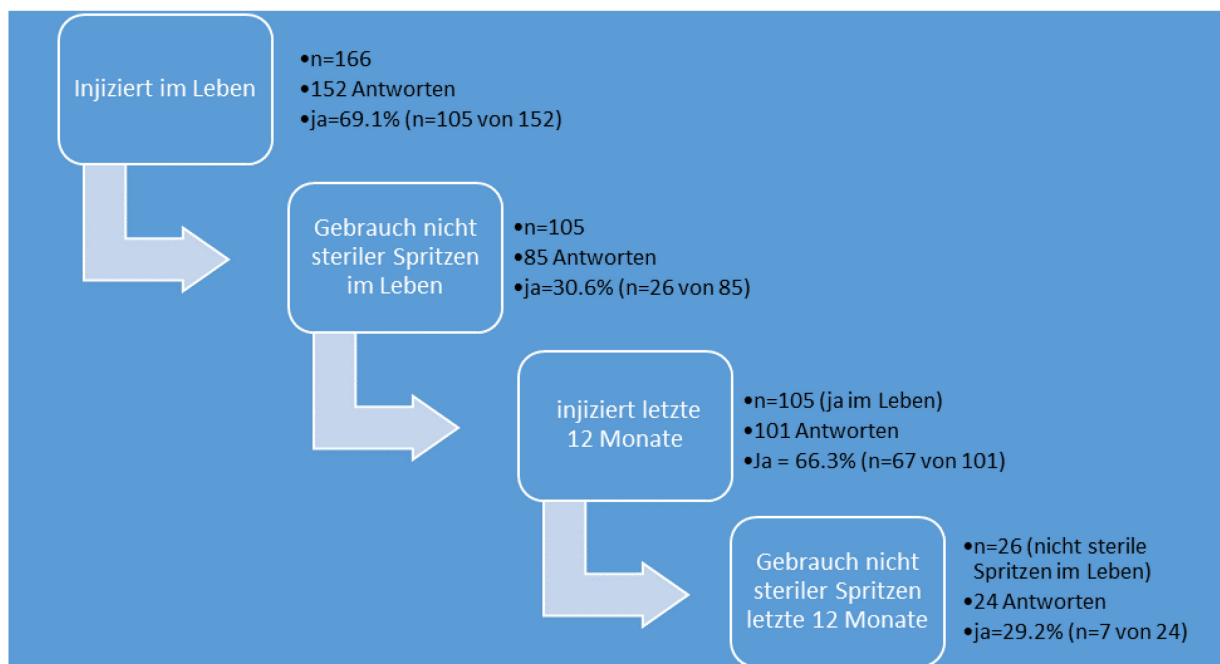 Injiziert im Leben
•n=166
•152 Antworten
•ja=69.1% (n=105 von 152)
Gebrauch nicht
steriler Spritzen
im Leben
•n=105
•85 Antworten
•ja=30.6% (n=26 von 85)
injiziert letzte
12 Monate
•n=105 (ja im Leben)
•101 Antworten
•Ja = 66.3% (n=67 von 101)
Gebrauch nicht
steriler Spritzen
letzte 12 Monate
•n=26 (nicht sterile
Spritzen im Leben)
•24 Antworten
•ja=29.2% (n=7 von 24)